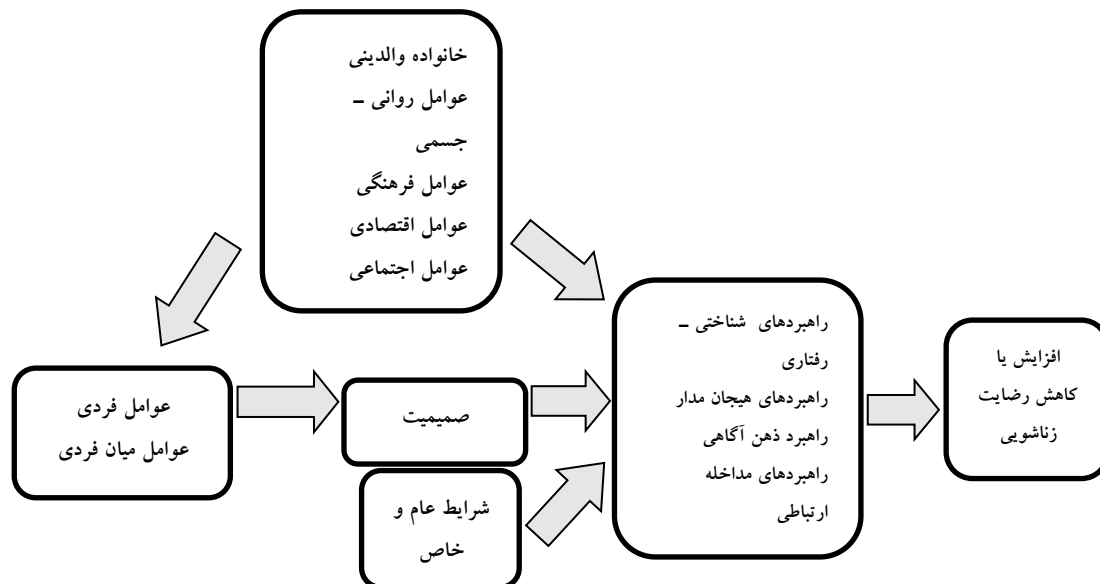 خانواده والدینی
عوامل روانی –
جسمی
عوامل فرهنگی
عوامل اقتصادی
عوامل اجتماعی
راهبردهای شناختی –
رفتاری
راهبردهای هیجان مدار
راهبرد ذهن آگاهی
راهبردهای مداخله
ارتباطی
افزایش یا
کاهش رضایت
زناشویی
عوامل فردی
عوامل میان فردی
صمیمیت
شرایط عام و
خاص